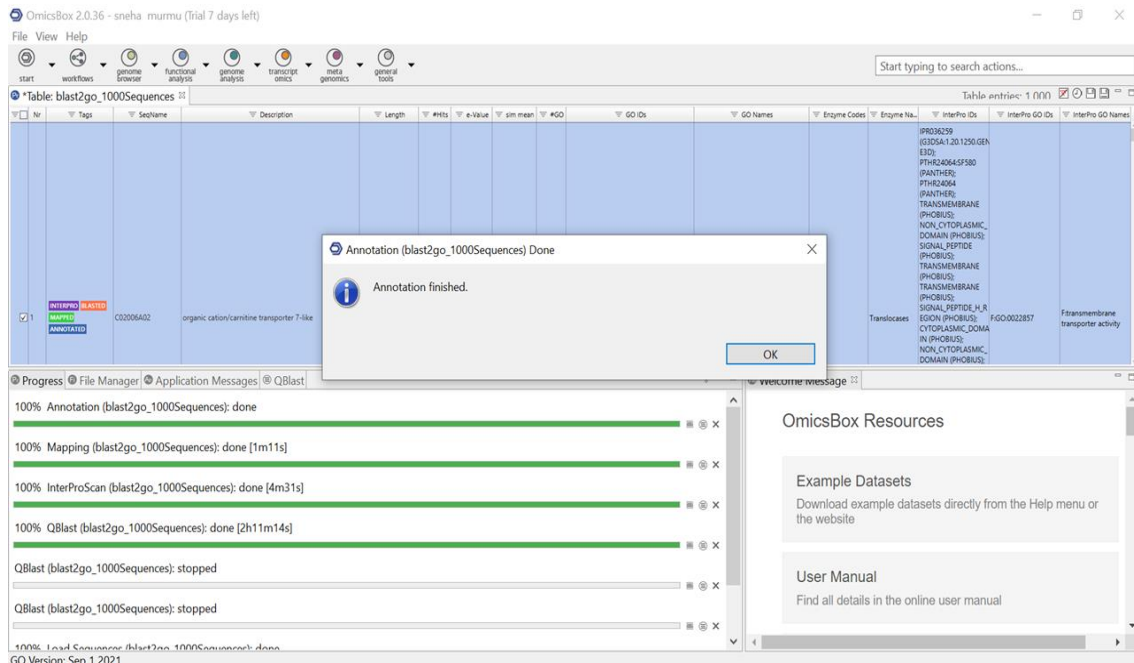 OmicsBox 2.0.36 - sneha murmu (Trial 7 days left)
File View Help
start workflows genome browser functional analysis genome analysis transcript omics meta genomics general tools
Start typing to search actions...
*Table: blast2go_1000Sequences
Table entries: 1 000
Nr Tags SeqName Description Length #Hits e-Value sim mean #GO GO IDs GO Names Enzyme Codes Enzyme Na... InterPro IDs InterPro GO IDs InterPro GO Names
IPR036259
(G3DSA:1.20.1250.GEN
E3D);
PTHR24064:SF580
(PANTHER);
PTHR24064
(PANTHER);
TRANSMEMBRANE
(PHOBIUS);
NON_CYTOPLASMIC_
DOMAIN (PHOBIUS);
SIGNAL_PEPTIDE
(PHOBIUS);
TRANSMEMBRANE
(PHOBIUS);
TRANSMEMBRANE
(PHOBIUS);
SIGNAL_PEPTIDE_H_R
EGION (PHOBIUS);
CYTOPLASMIC_DOMA
IN (PHOBIUS);
NON_CYTOPLASMIC_
DOMAIN (PHOBIUS);
1
INTERPRO BLASTED
MAPPED
ANNOTATED
C02006A02
organic cation/carnitine transporter 7-like
Translocases
F:GO:0022857
F:transmembrane
transporter activity
Annotation (blast2go_1000Sequences) Done
Annotation finished.
OK
Progress File Manager Application Messages QBlast
100% Annotation (blast2go_1000Sequences): done
100% Mapping (blast2go_1000Sequences): done [1m11s]
100% InterProScan (blast2go_1000Sequences): done [4m31s]
100% QBlast (blast2go_1000Sequences): done [2h11m14s]
QBlast (blast2go_1000Sequences): stopped
QBlast (blast2go_1000Sequences): stopped
100% Load Sequences (blast2go_1000Sequences): done
GO Version: Sep 1 2021
Welcome Message
OmicsBox Resources
Example Datasets
Download example datasets directly from the Help menu or
the website
User Manual
Find all details in the online user manual